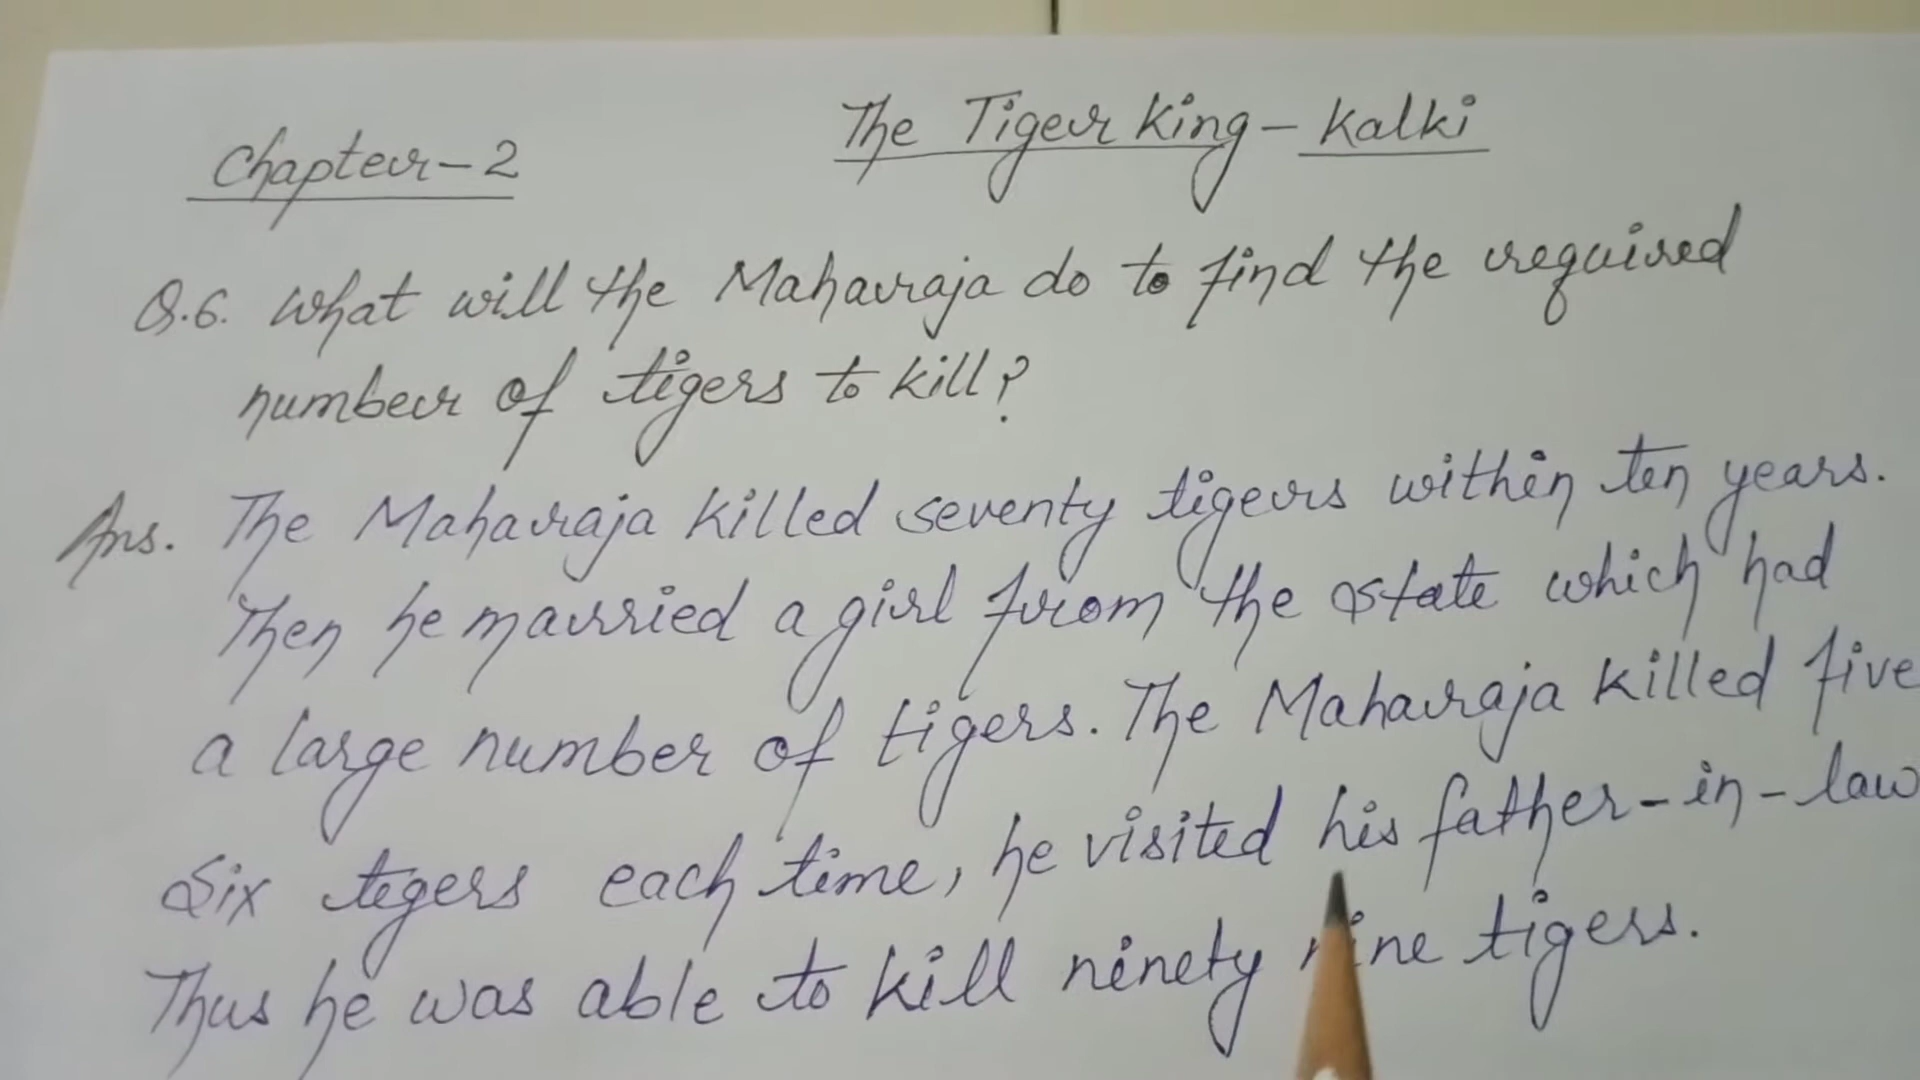 Chapter-2
The Tiger King - Kalki
Q.6. What will the Maharaja do to find the required
number of tigers to kill?
Ans. The Maharaja killed seventy tigers within ten years.
Then he married a girl from the state which had
a large number of tigers. The Maharaja killed five
Six tigers each time, he visited his father-in-law
Thus he was able to kill ninety nine tigers.